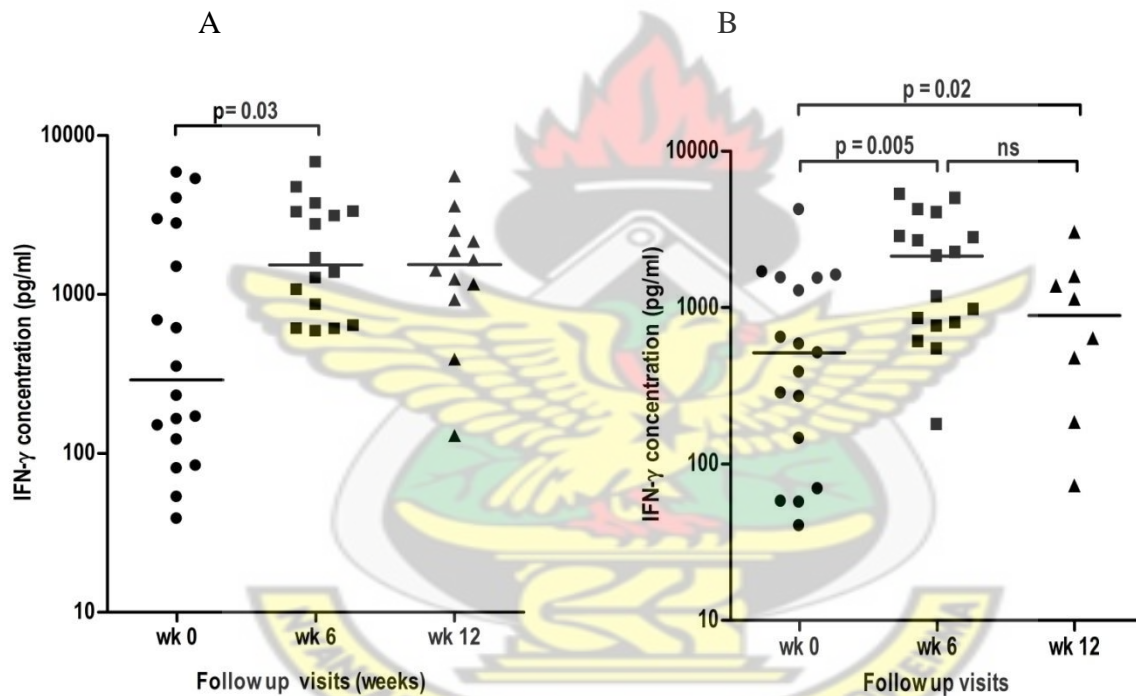 A
p= 0.03
10000
1000
100
10
IFN-γ concentration (pg/ml)
wk 0 wk 6 wk 12
Follow up visits (weeks)
B
p = 0.02
p = 0.005 ns
10000
1000
100
10
IFN-γ concentration (pg/ml)
wk 0 wk 6 wk 12
Follow up visits